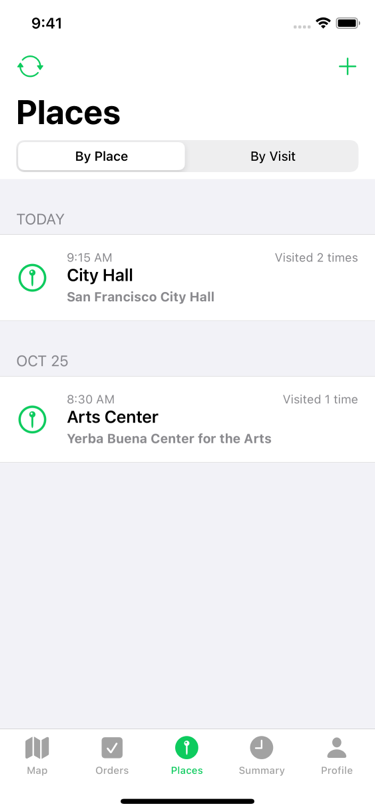 9:41
Places
By Place
By Visit
TODAY
9:15 AM
Visited 2 times
City Hall
San Francisco City Hall
OCT 25
8:30 AM
Visited 1 time
Arts Center
Yerba Buena Center for the Arts
Map
Orders
Places
Summary
Profile